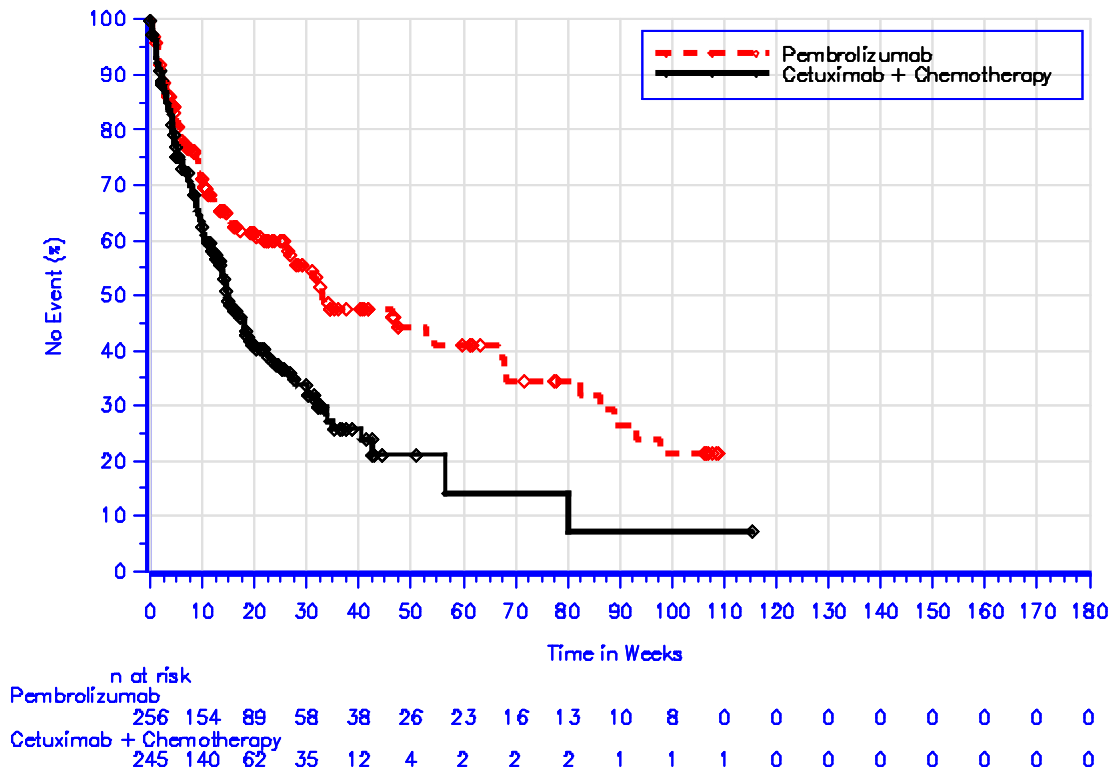 100
90
80
70
60
50
40
30
20
10
0
No Event (%)
Pembrolizumab
Cetuximab + Chemotherapy
0 10 20 30 40 50 60 70 80 90 100 110 120 130 140 150 160 170 180
Time in Weeks
n at risk
Pembrolizumab
256 154 89 58 38 26 23 16 13 10 8 0 0 0 0 0 0 0 0
Cetuximab + Chemotherapy
245 140 62 35 12 4 2 2 2 1 1 1 0 0 0 0 0 0 0